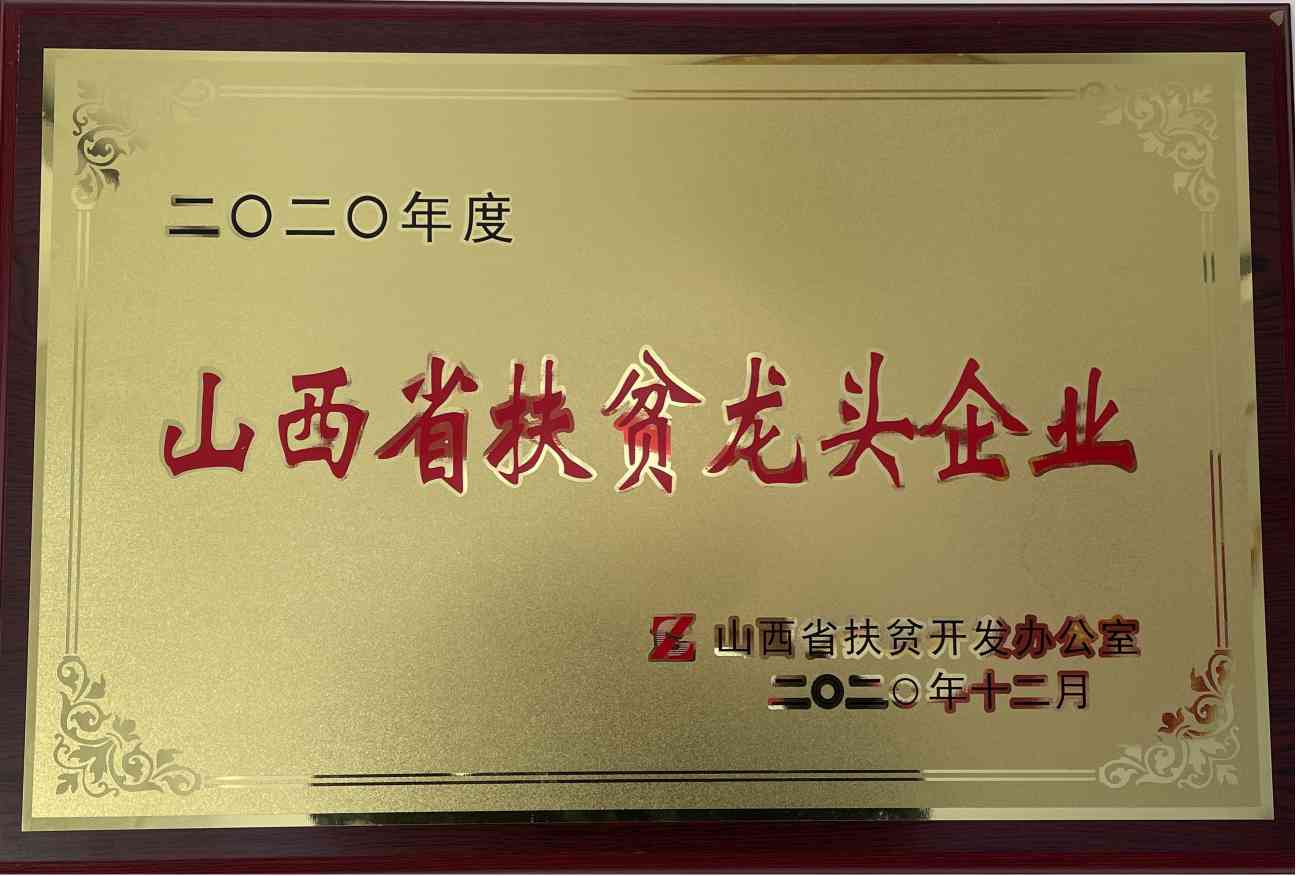 二〇二〇年度
山西省扶贫龙头企业
山西省扶贫开发办公室
二〇二〇年十二月